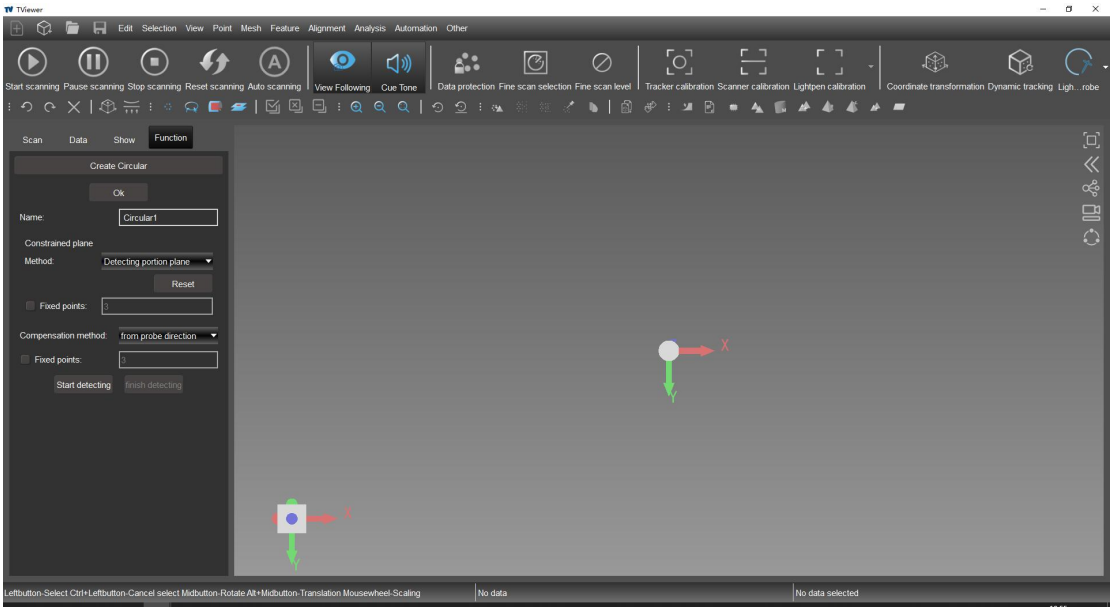 TViewer
Edit Selection View Point Mesh Feature Alignment Analysis Automation Other
Start scanning Pause scanning Stop scanning Reset scanning Auto scanning View Following Cue Tone Data protection Fine scan selection Fine scan level Tracker calibration Scanner calibration Lightpen calibration Coordinate transformation Dynamic tracking Ligh...robe
Scan Data Show Function
Create Circular
Ok
Name: Circular1
Constrained plane
Method: Detecting portion plane
Reset
Fixed points: 3
Compensation method: from probe direction
Fixed points: 3
Start detecting finish detecting
X
Y
X
Y
Leftbutton-Select Ctrl+Leftbutton-Cancel select Midbutton-Rotate Alt+Midbutton-Translation Mousewheel-Scaling No data No data selected